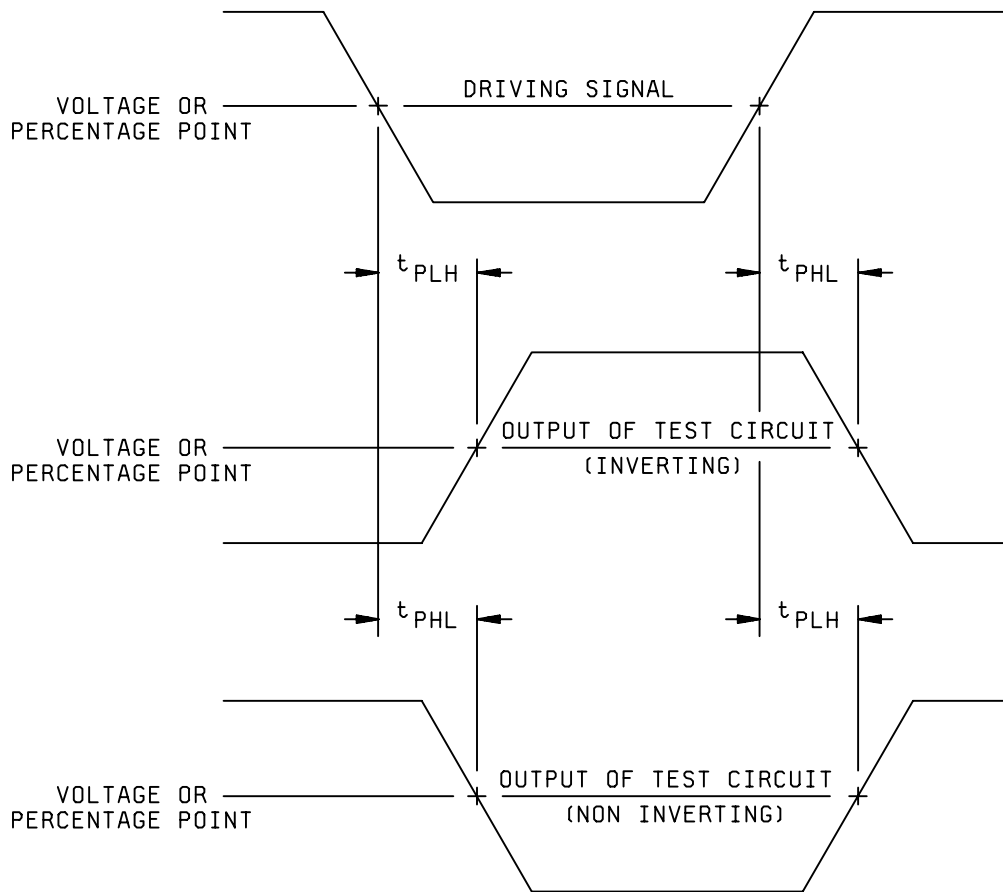 DRIVING SIGNAL
VOLTAGE OR
PERCENTAGE POINT
tPLH
tPHL
OUTPUT OF TEST CIRCUIT
(INVERTING)
VOLTAGE OR
PERCENTAGE POINT
tPHL
tPLH
OUTPUT OF TEST CIRCUIT
(NON INVERTING)
VOLTAGE OR
PERCENTAGE POINT